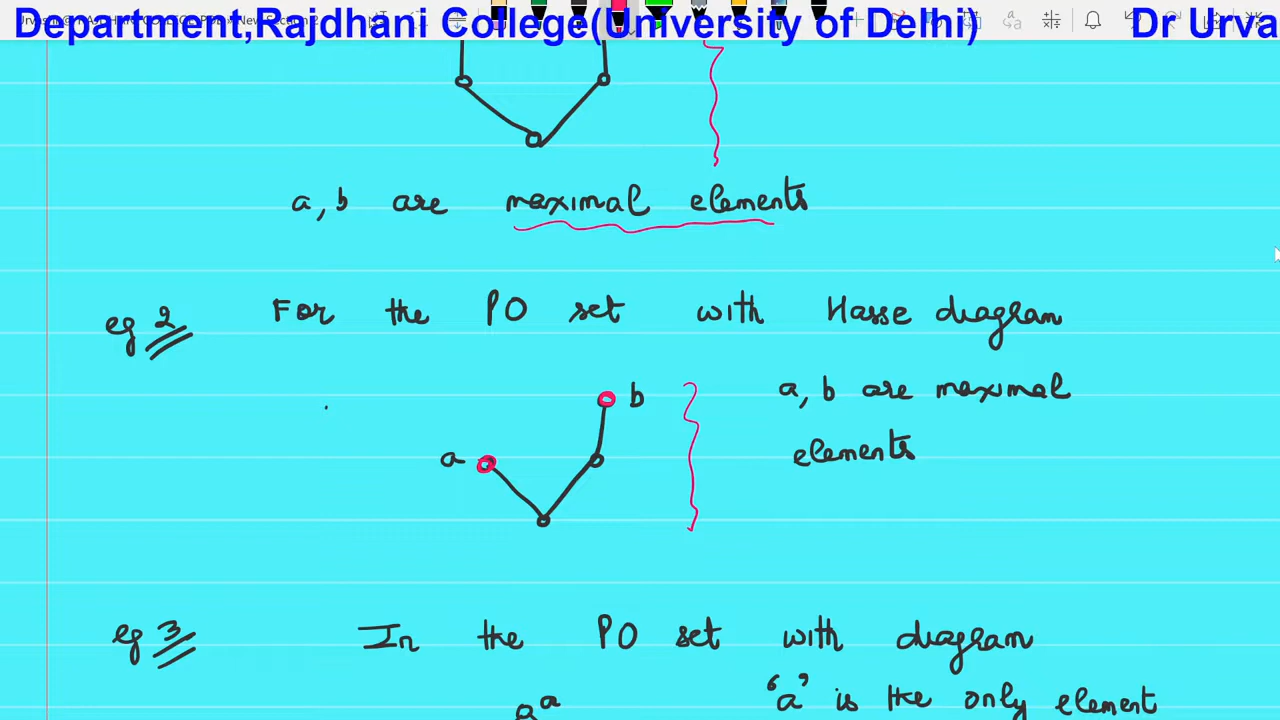 Department,Rajdhani College(University of Delhi) Dr Urva
a, b are maximal elements
eg 2 For the PO set with Hasse diagram
b
a, b are maximal
a
elements
eg 3 In the PO set with diagram
a
'a' is the only element